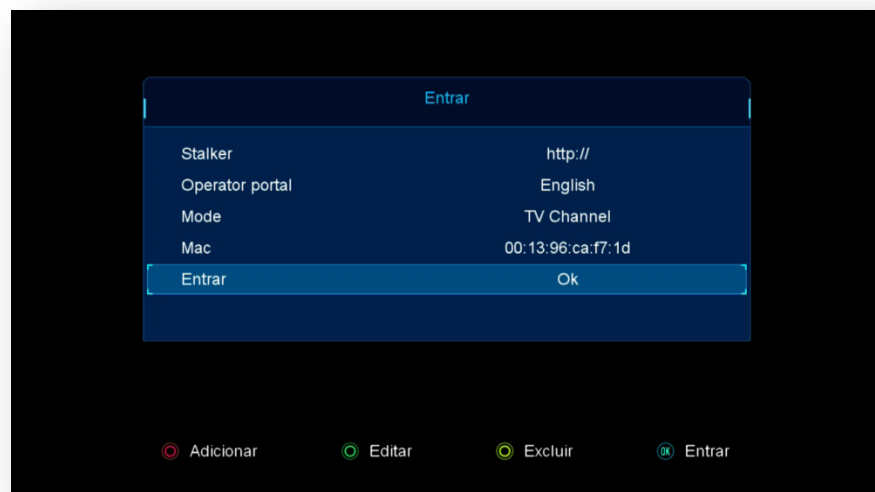 Entrar
Stalker http://
Operator portal English
Mode TV Channel
Mac 00:13:96:ca:f7:1d
Entrar Ok
Adicionar Editar Excluir OK Entrar